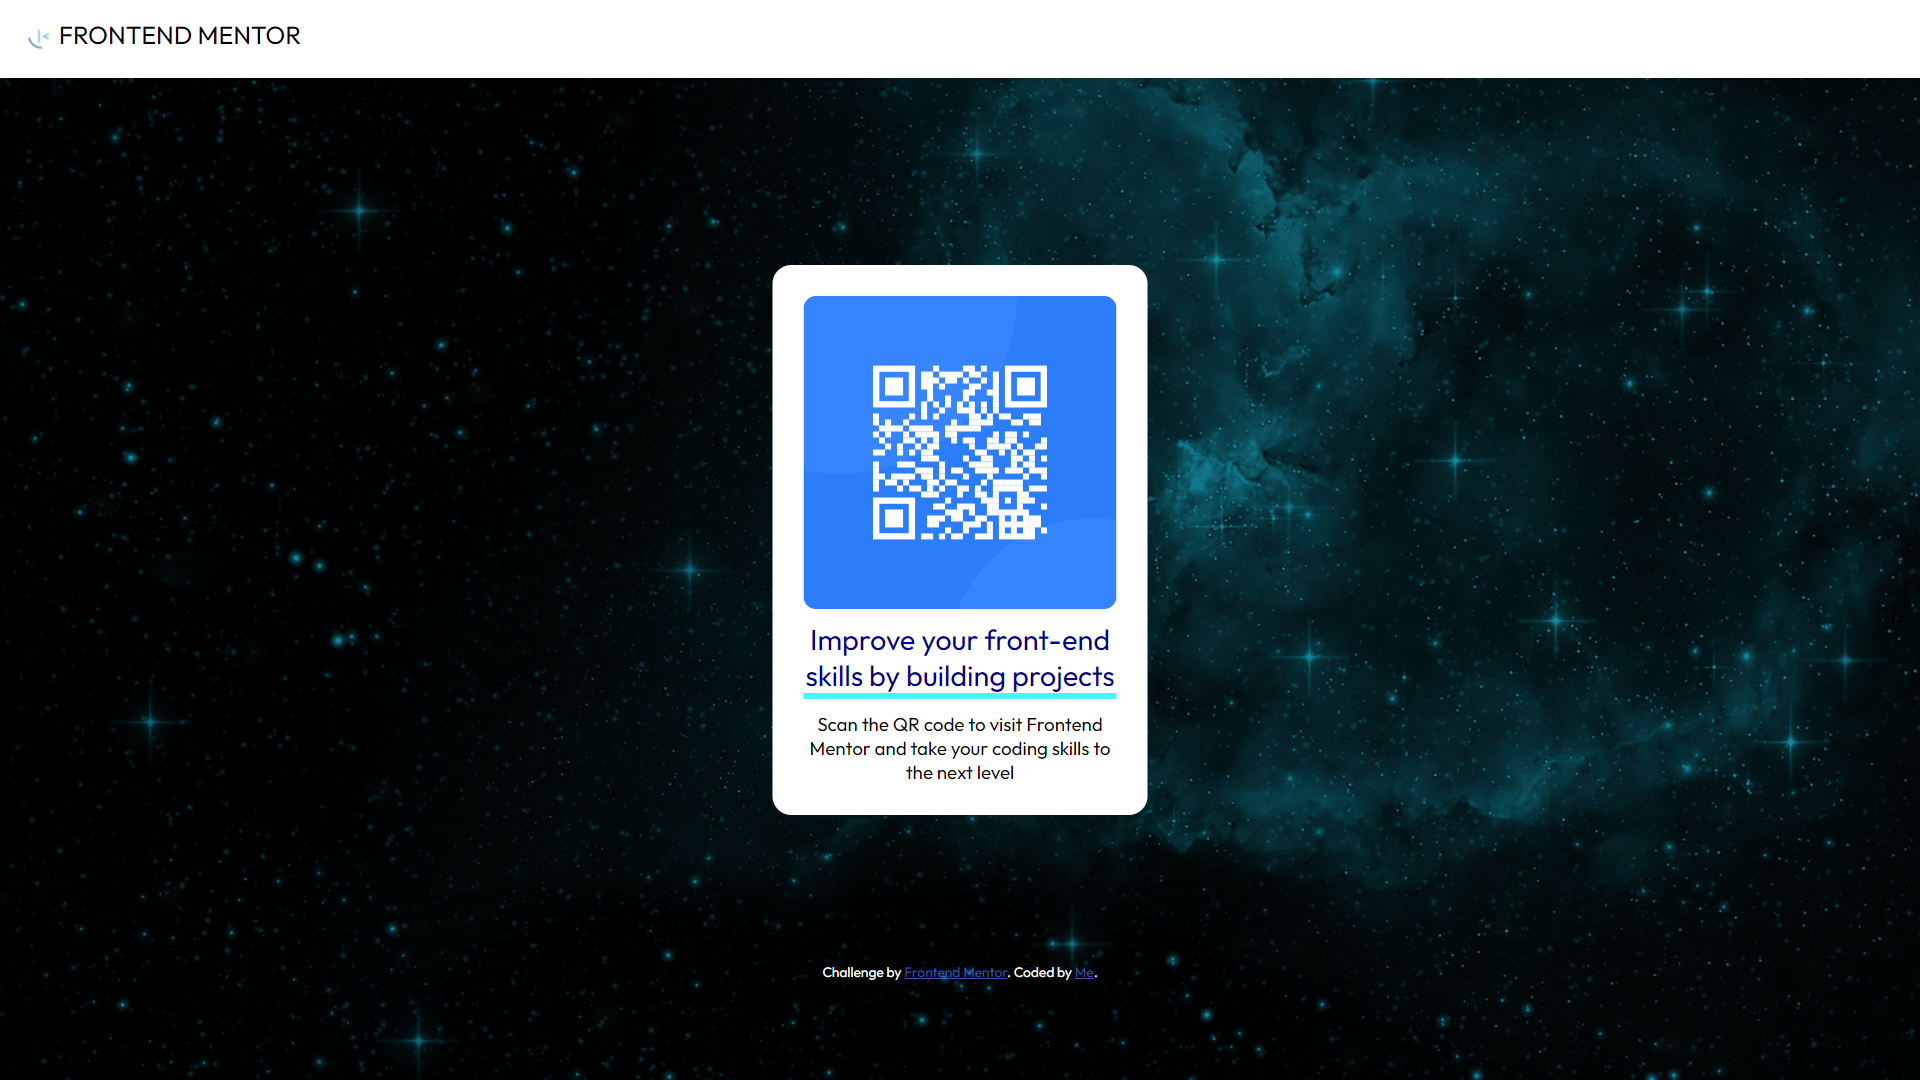 FRONTEND MENTOR
Improve your front-end
skills by building projects
Scan the QR code to visit Frontend
Mentor and take your coding skills to
the next level
Challenge by Frontend Mentor. Coded by Me.